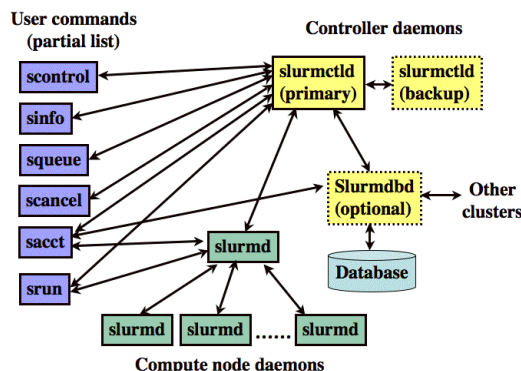 User commands
(partial list)
Controller daemons
scontrol
sinfo
squeue
scancel
sacct
srun
slurmctld
(primary)
slurmctld
(backup)
Slurmdbd
(optional)
Other
clusters
Database
slurmd
slurmd
slurmd
......
slurmd
Compute node daemons